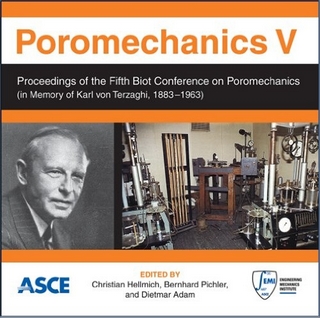 Poromechanics V
Proceedings of the Fifth Biot Conference on Poromechanics
(in Memory of Karl von Terzaghi, 1883–1963)
ASCE
EDITED BY
Christian Hellmich, Bernhard Pichler,
and Dietmar Adam
EMI
ENGINEERING
MECHANICS
INSTITUTE